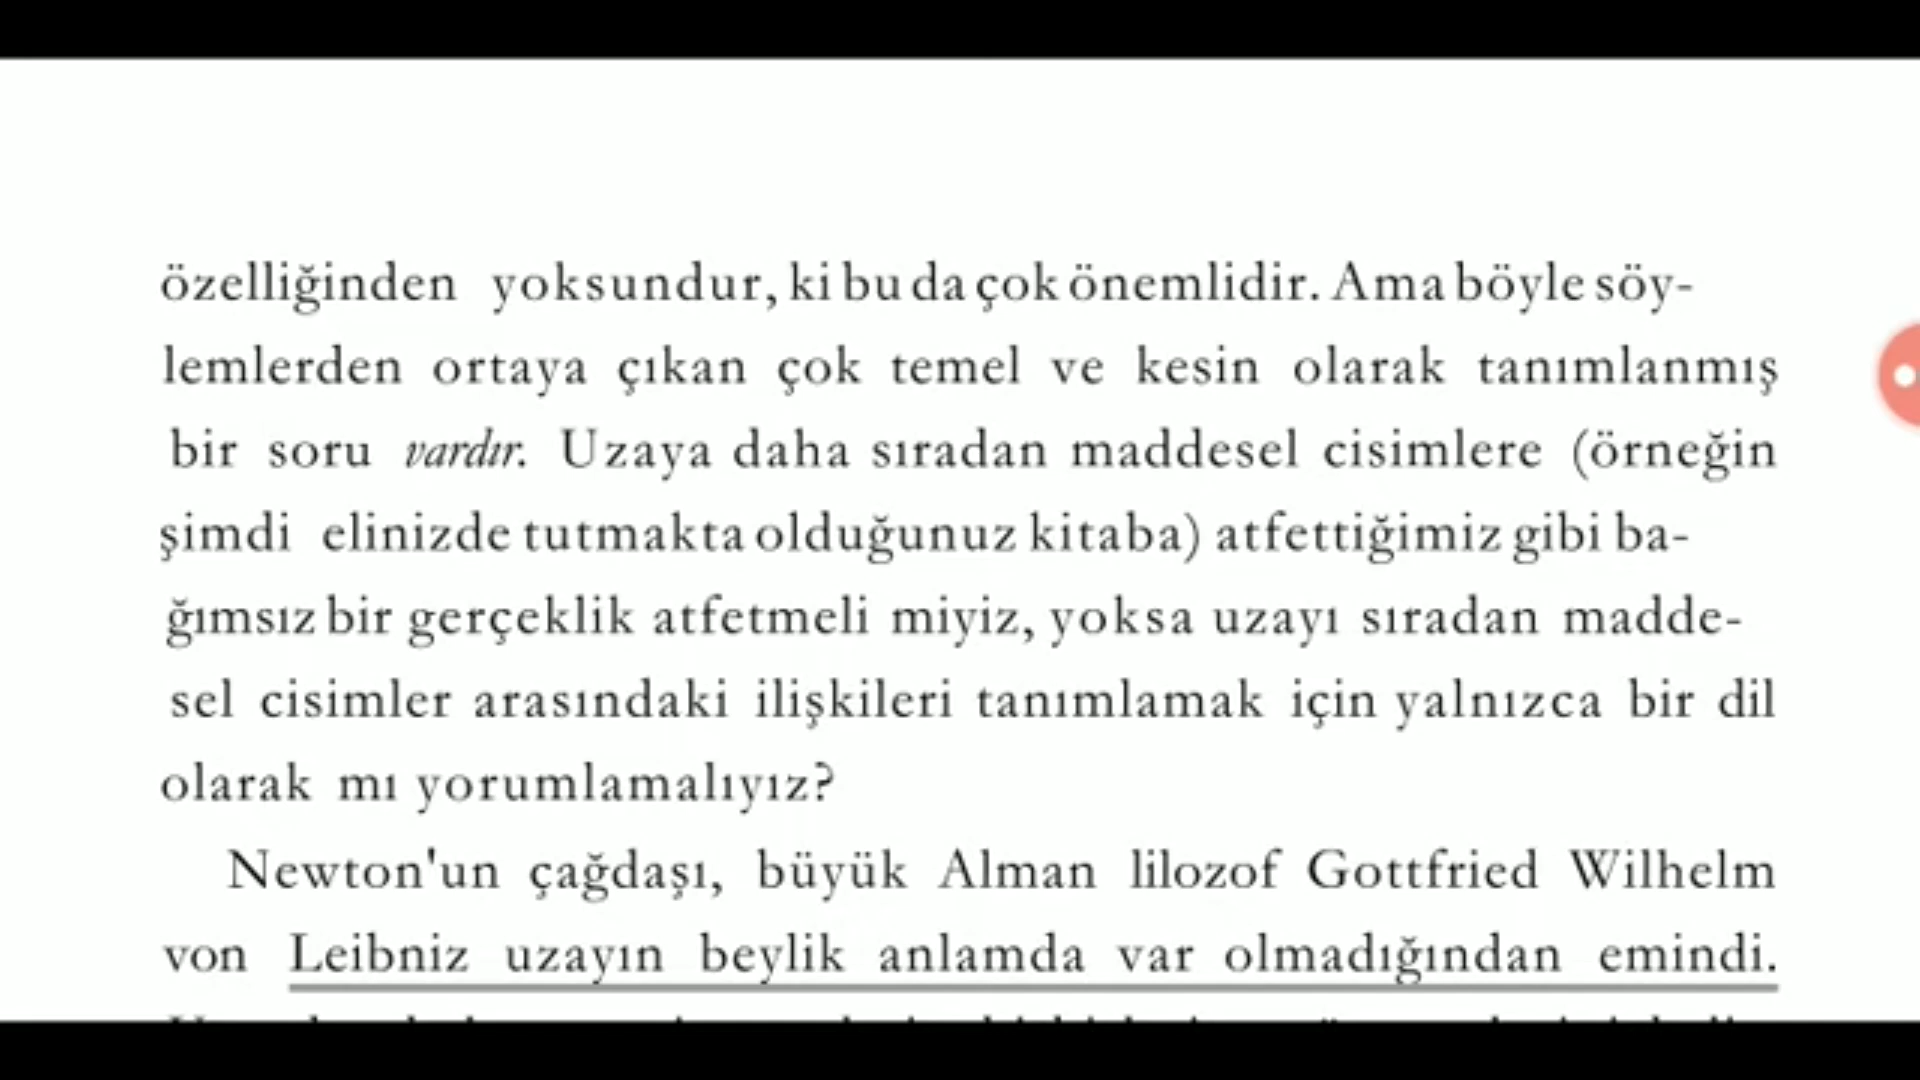 özelliğinden yoksundur, ki bu da çok önemlidir. Ama böyle söy-
lemlerden ortaya çıkan çok temel ve kesin olarak tanımlanmış
bir soru vardır. Uzaya daha sıradan maddesel cisimlere (örneğin
şimdi elinizde tutmakta olduğunuz kitaba) atfettiğimiz gibi ba-
ğımsız bir gerçeklik atfetmeli miyiz, yoksa uzayı sıradan madde-
sel cisimler arasındaki ilişkileri tanımlamak için yalnızca bir dil
olarak mı yorumlamalıyız?
Newton'un çağdaşı, büyük Alman lilozof Gottfried Wilhelm
von Leibniz uzayın beylik anlamda var olmadığından emindi.